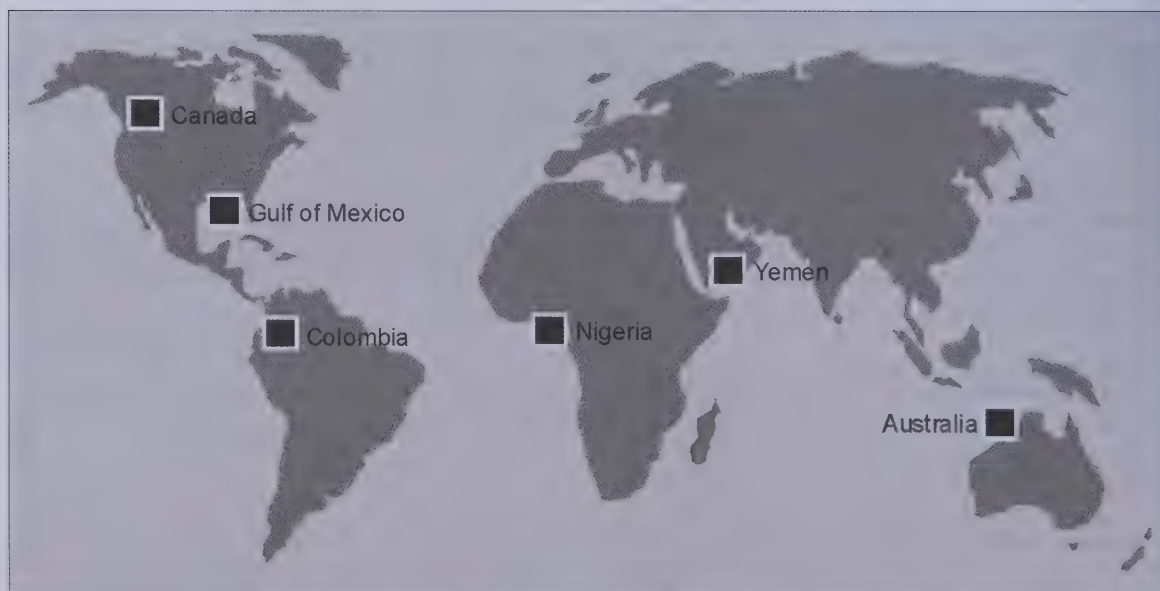 Canada
Gulf of Mexico
Yemen
Colombia
Nigeria
Australia